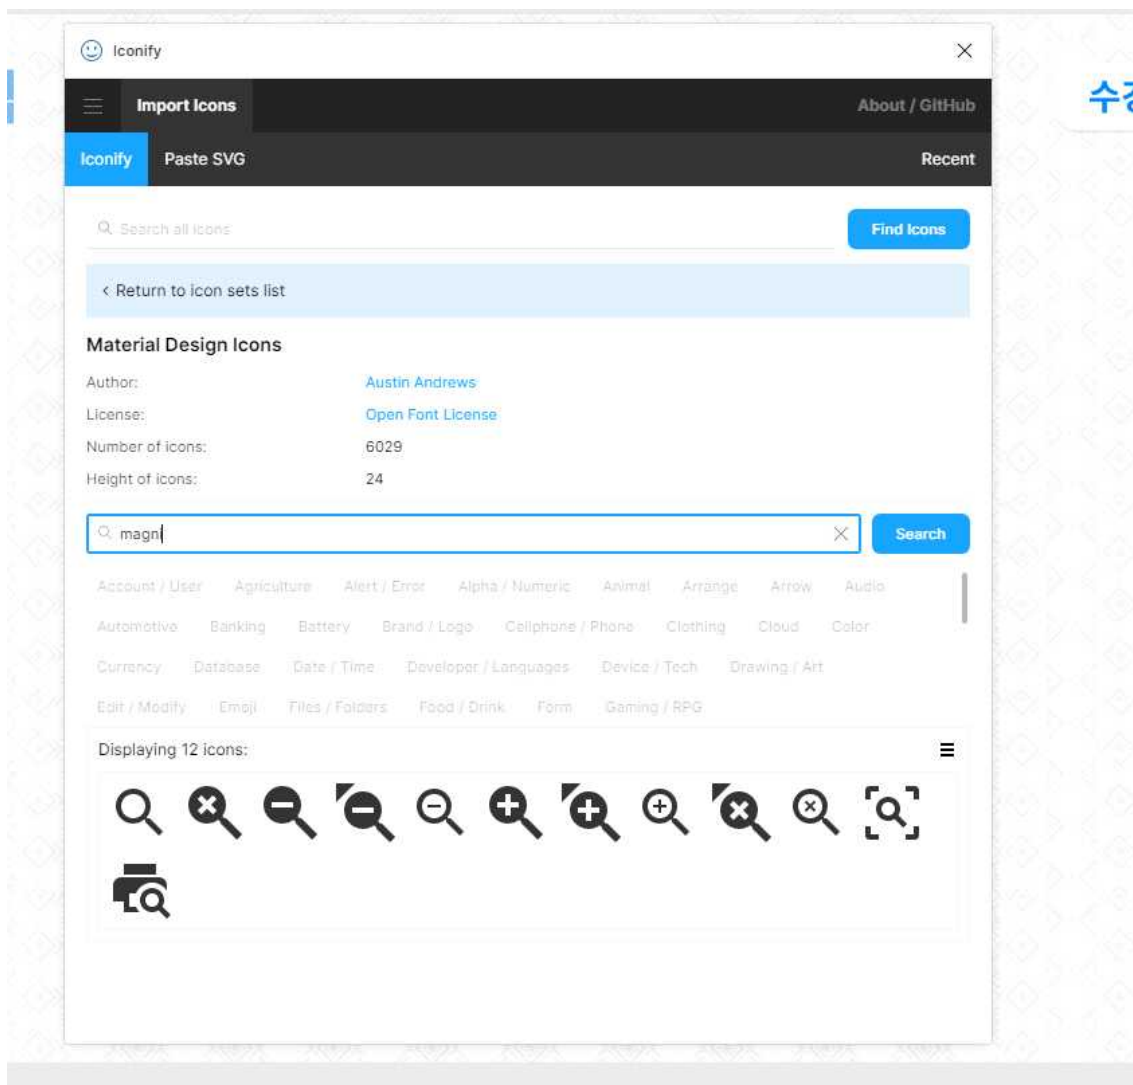 Iconify
Import Icons About / GitHub
Iconify Paste SVG Recent
Search all icons Find Icons
< Return to icon sets list
Material Design Icons
Author: Austin Andrews
License: Open Font License
Number of icons: 6029
Height of icons: 24
magni Search
Account / User Agriculture Alert / Error Alpha / Numeric Animal Arrange Arrow Audio
Automotive Banking Battery Brand / Logo Cellphone / Phone Clothing Cloud Color
Currency Database Date / Time Developer / Languages Device / Tech Drawing / Art
Edit / Modify Emoji Files / Folders Food / Drink Form Gaming / RPG
Displaying 12 icons: